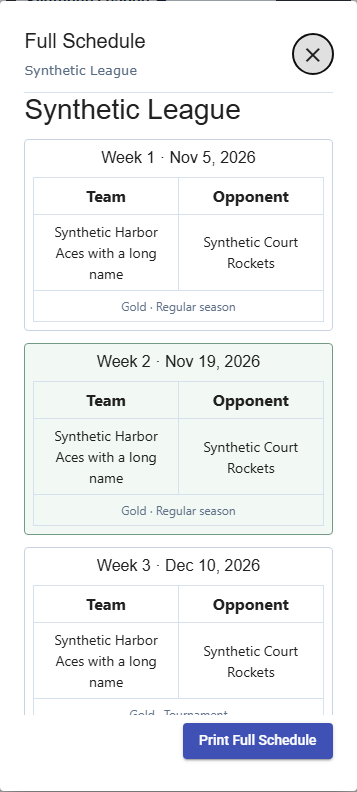 Full Schedule
Synthetic League
Synthetic League
Week 1 · Nov 5, 2026
Team Opponent
Synthetic Harbor
Aces with a long
name
Synthetic Court
Rockets
Gold · Regular season
Week 2 · Nov 19, 2026
Team Opponent
Synthetic Harbor
Aces with a long
name
Synthetic Court
Rockets
Gold · Regular season
Week 3 · Dec 10, 2026
Team Opponent
Synthetic Harbor
Aces with a long
name
Synthetic Court
Rockets
Gold · Tournament
Print Full Schedule